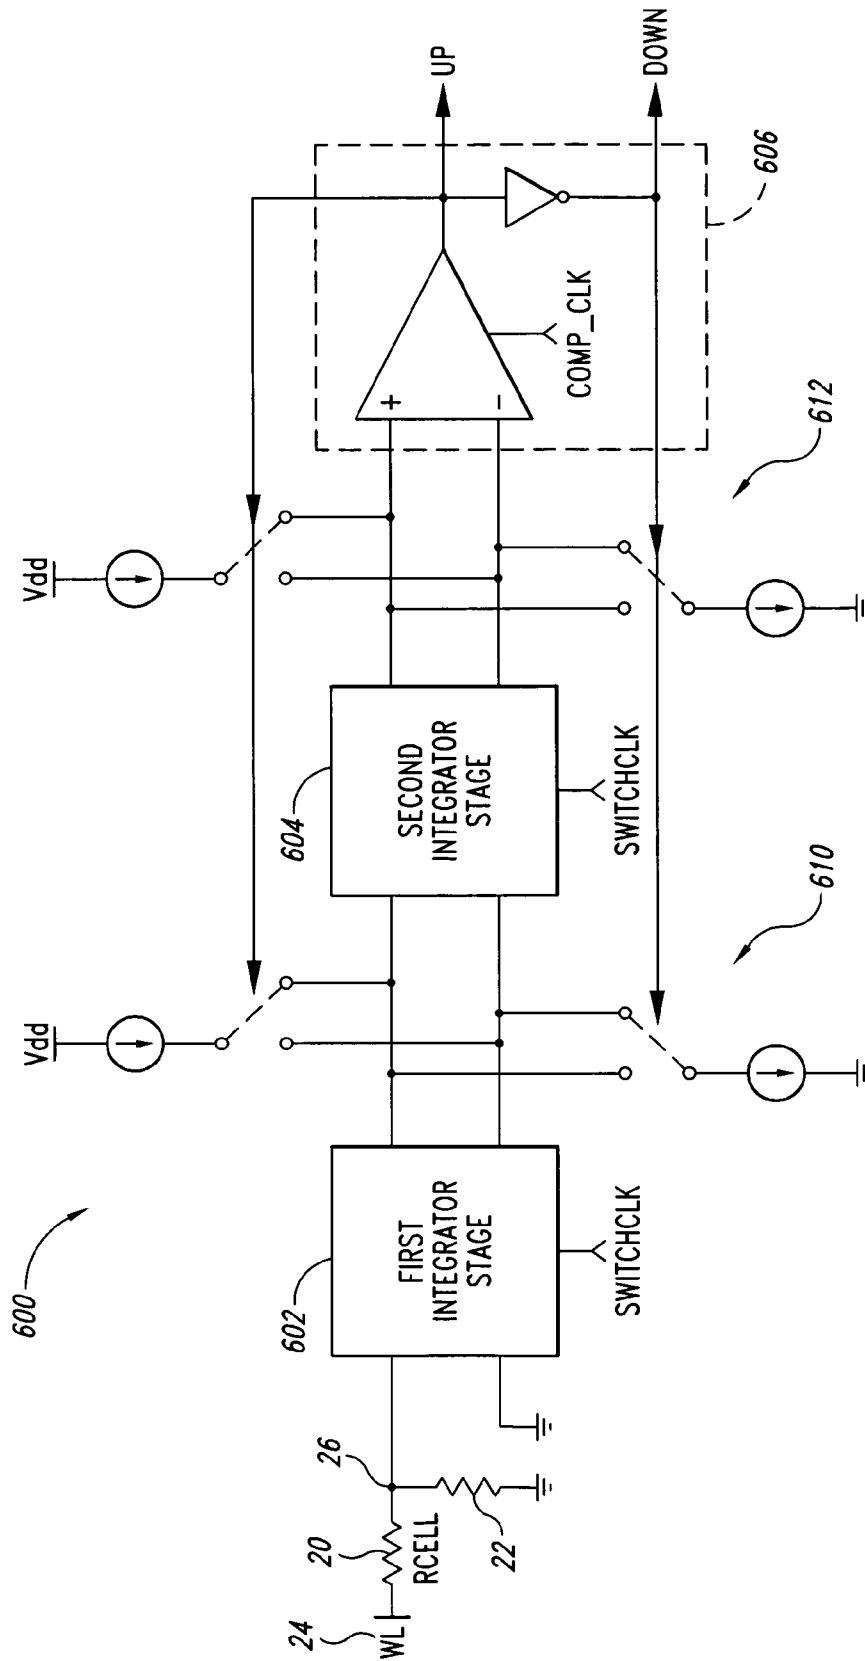 600
24
WL
20
RCELL
26
22
602
FIRST
INTEGRATOR
STAGE
SWITCHCLK
Vdd
610
604
SECOND
INTEGRATOR
STAGE
SWITCHCLK
Vdd
612
+
−
COMP_CLK
606
UP
DOWN